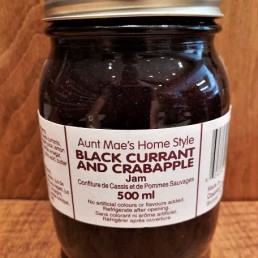 Aunt Mae's Home Style
BLACK CURRANT
AND CRABAPPLE
Jam
Confiture de Cassis et de Pommes Sauvages
500 ml
No artificial colours or flavours added.
Refrigerate after opening.
Sans colorant ni arôme artificiel.
Réfrigérer après ouverture.